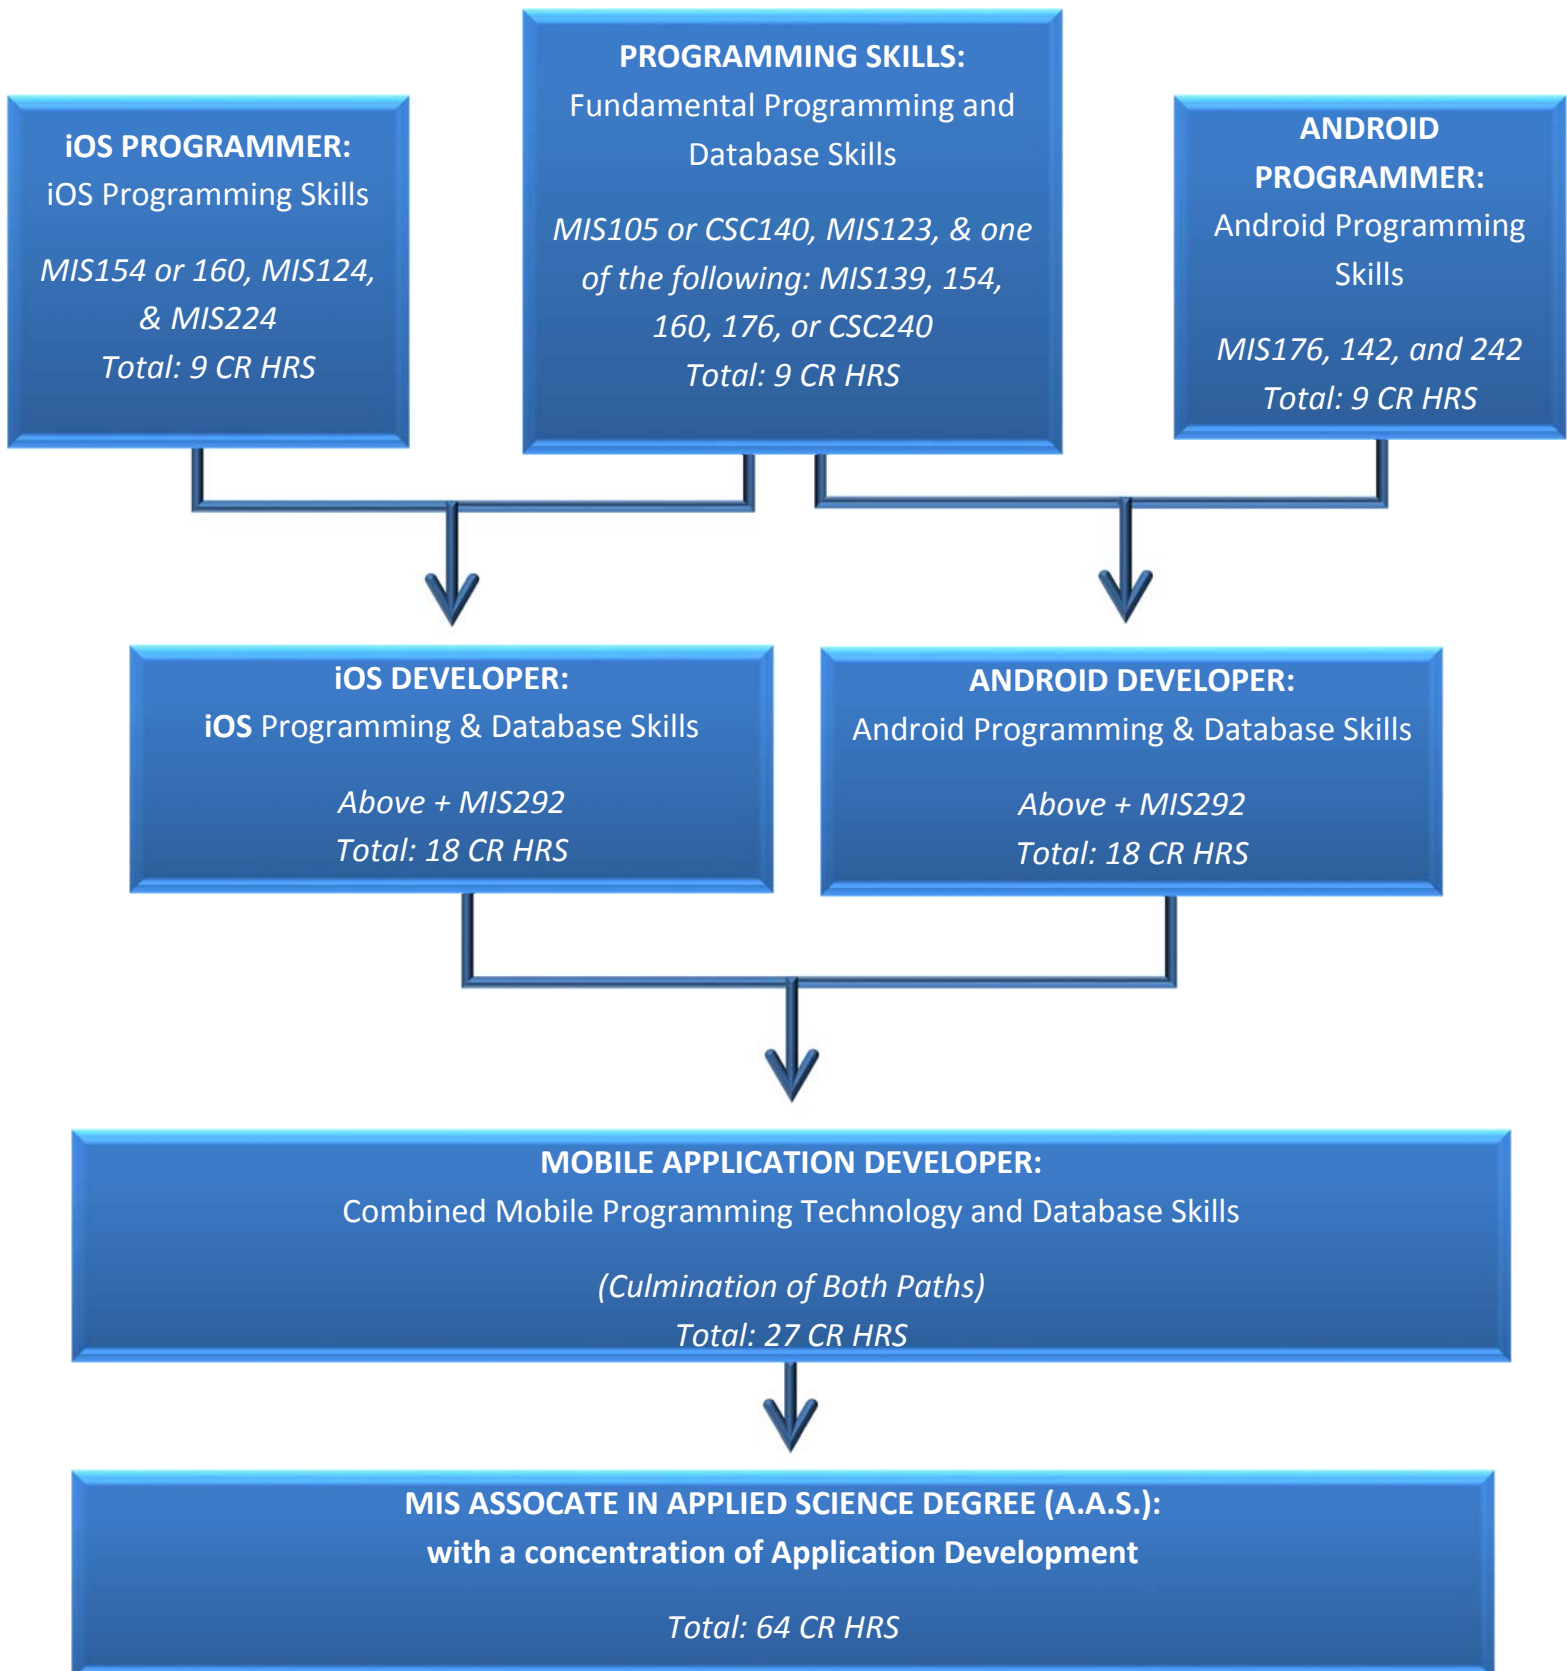 iOS PROGRAMMER:
iOS Programming Skills
MIS154 or 160, MIS124,
& MIS224
Total: 9 CR HRS
PROGRAMMING SKILLS:
Fundamental Programming and
Database Skills
MIS105 or CSC140, MIS123, & one
of the following: MIS139, 154,
160, 176, or CSC240
Total: 9 CR HRS
ANDROID
PROGRAMMER:
Android Programming
Skills
MIS176, 142, and 242
Total: 9 CR HRS
iOS DEVELOPER:
iOS Programming & Database Skills
Above + MIS292
Total: 18 CR HRS
ANDROID DEVELOPER:
Android Programming & Database Skills
Above + MIS292
Total: 18 CR HRS
MOBILE APPLICATION DEVELOPER:
Combined Mobile Programming Technology and Database Skills
(Culmination of Both Paths)
Total: 27 CR HRS
MIS ASSOCATE IN APPLIED SCIENCE DEGREE (A.A.S.):
with a concentration of Application Development
Total: 64 CR HRS